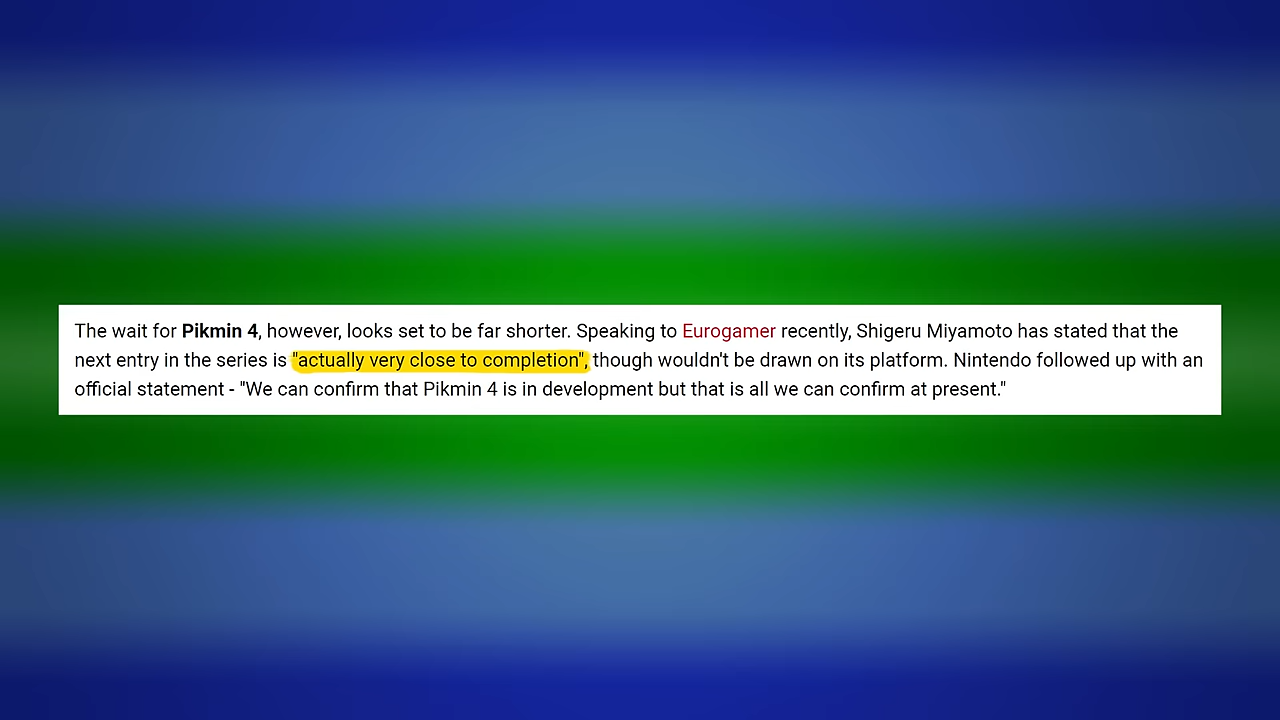 The wait for Pikmin 4, however, looks set to be far shorter. Speaking to Eurogamer recently, Shigeru Miyamoto has stated that the
next entry in the series is "actually very close to completion", though wouldn't be drawn on its platform. Nintendo followed up with an
official statement - "We can confirm that Pikmin 4 is in development but that is all we can confirm at present."